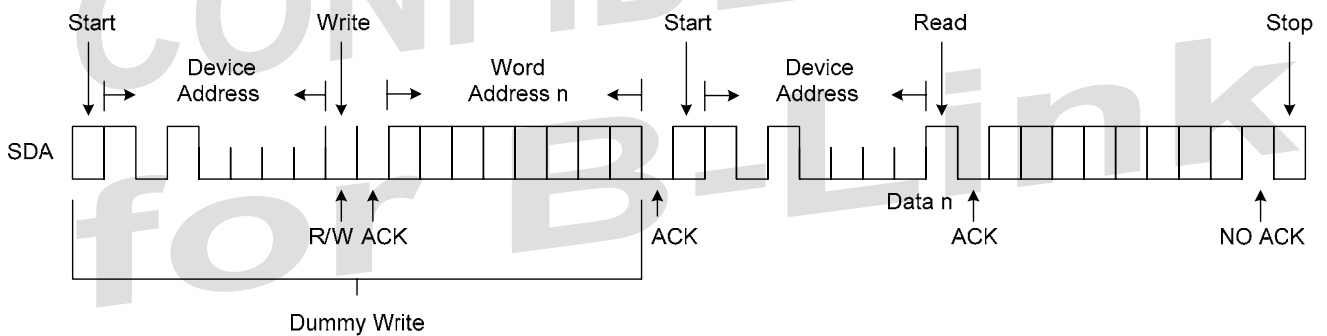 CONFIDE
for B-Link
Start
Write
Start
Read
Stop
Device
Address
Word
Address n
Device
Address
SDA
Data n
R/W ACK
ACK
ACK
NO ACK
Dummy Write